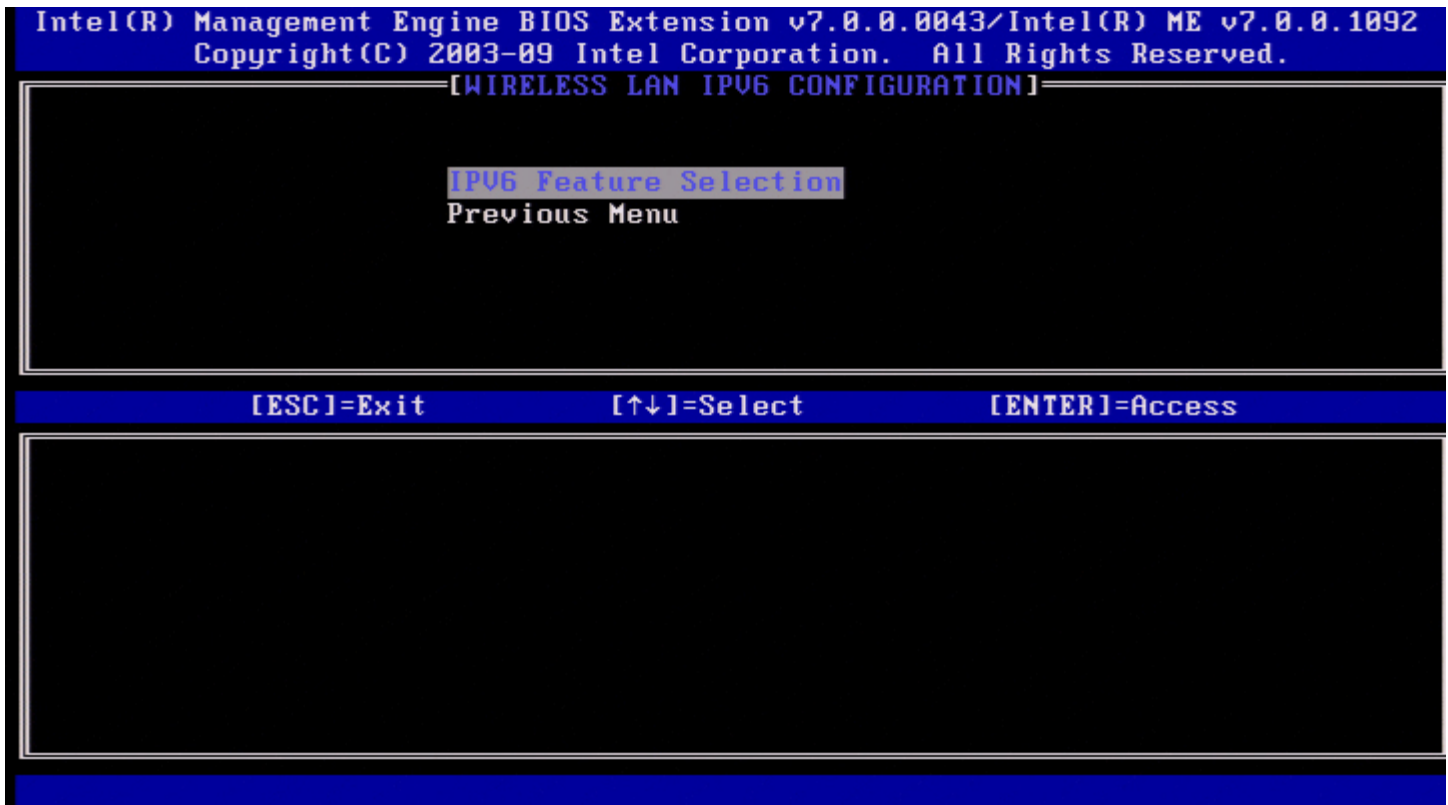 Intel(R) Management Engine BIOS Extension v7.0.0.0043/Intel(R) ME v7.0.0.1092
Copyright(C) 2003-09 Intel Corporation.  All Rights Reserved.
[WIRELESS LAN IPV6 CONFIGURATION]
IPV6 Feature Selection
Previous Menu
[ESC]=Exit [↑↓]=Select [ENTER]=Access